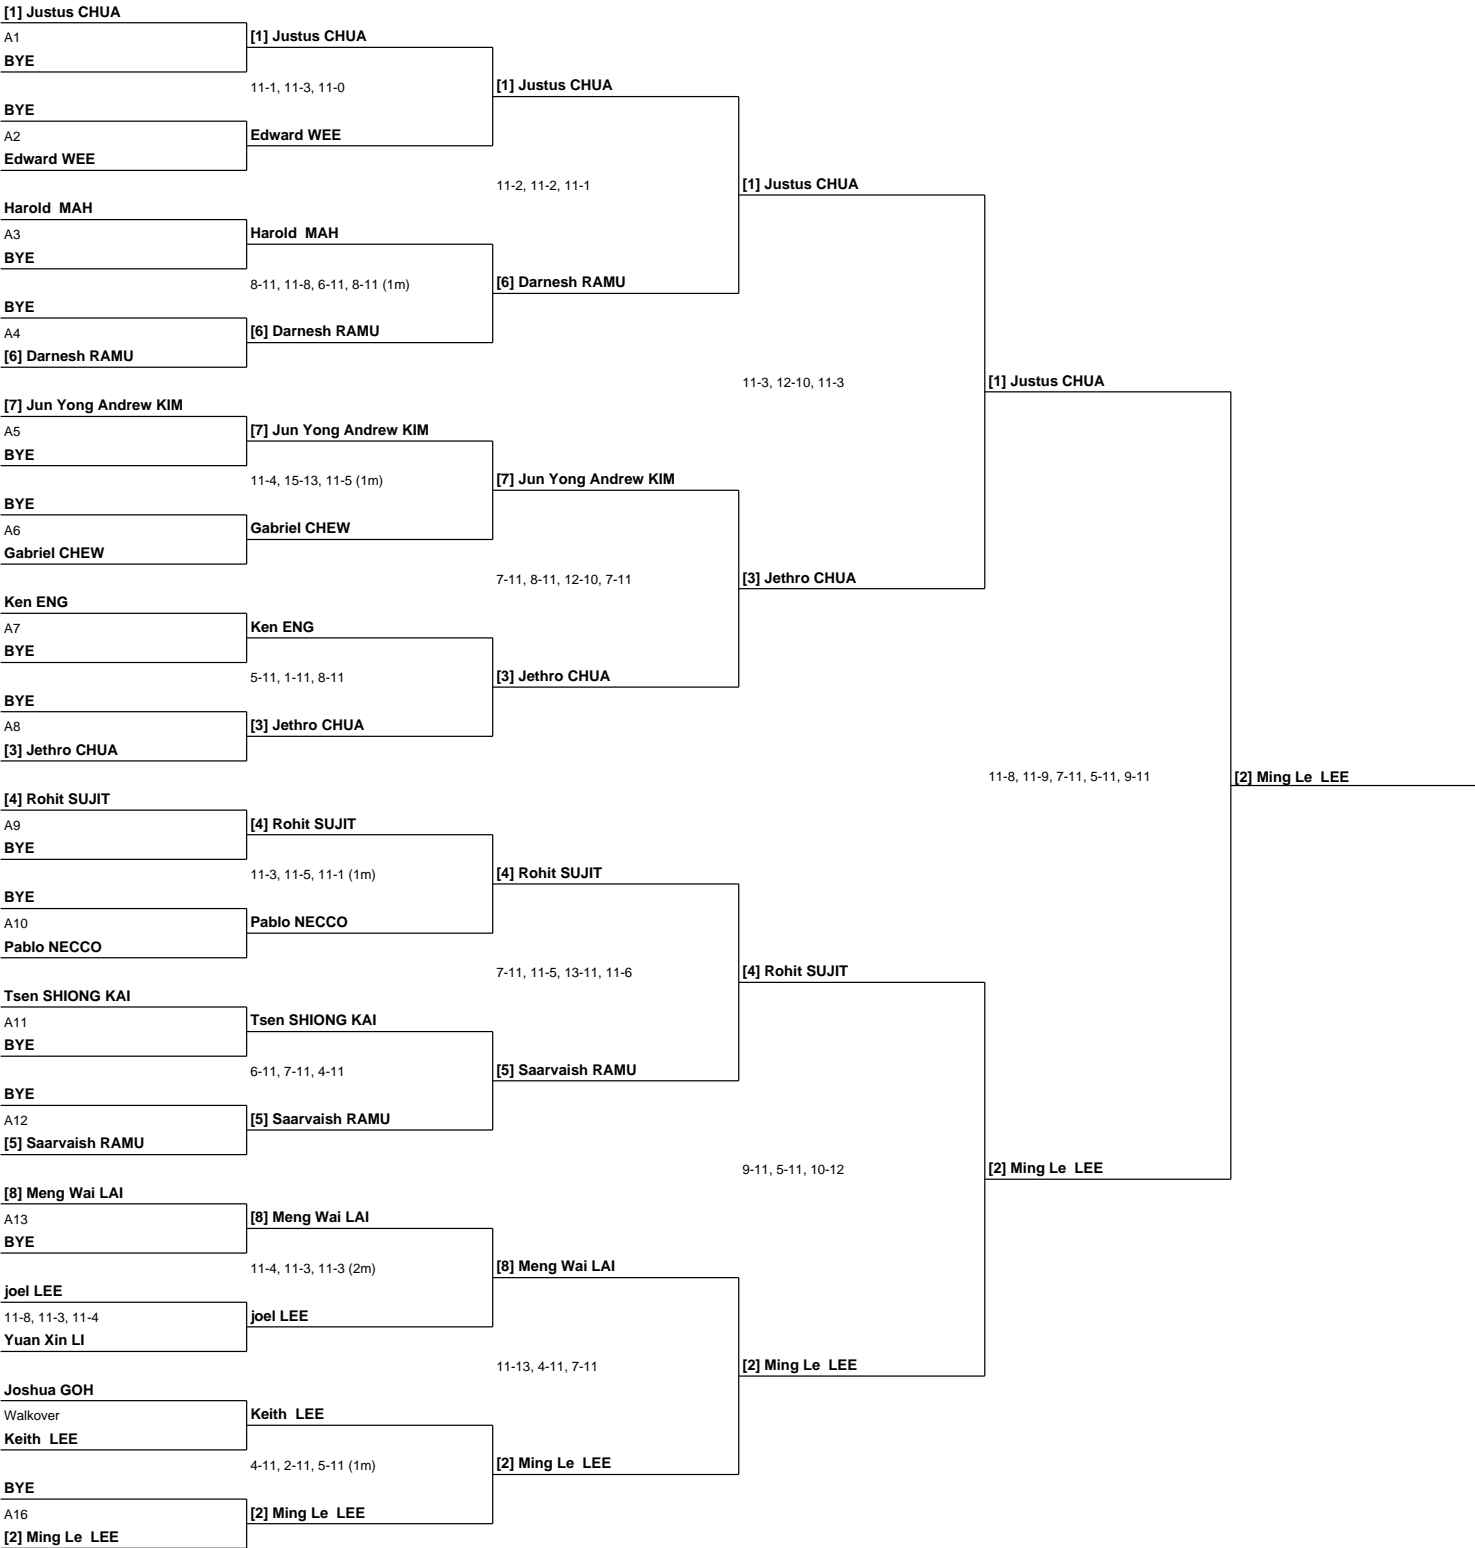 [1] Justus CHUA
A1
BYE
BYE
A2
Edward WEE
Harold MAH
A3
BYE
BYE
A4
[6] Darnesh RAMU
[7] Jun Yong Andrew KIM
A5
BYE
BYE
A6
Gabriel CHEW
Ken ENG
A7
BYE
BYE
A8
[3] Jethro CHUA
[4] Rohit SUJIT
A9
BYE
BYE
A10
Pablo NECCO
Tsen SHIONG KAI
A11
BYE
BYE
A12
[5] Saarvaish RAMU
[8] Meng Wai LAI
A13
BYE
joel LEE
11-8, 11-3, 11-4
Yuan Xin LI
Joshua GOH
Walkover
Keith LEE
BYE
A16
[2] Ming Le LEE
[1] Justus CHUA
11-1, 11-3, 11-0
Edward WEE
Harold MAH
8-11, 11-8, 6-11, 8-11 (1m)
[6] Darnesh RAMU
[7] Jun Yong Andrew KIM
11-4, 15-13, 11-5 (1m)
Gabriel CHEW
Ken ENG
5-11, 1-11, 8-11
[3] Jethro CHUA
[4] Rohit SUJIT
11-3, 11-5, 11-1 (1m)
Pablo NECCO
Tsen SHIONG KAI
6-11, 7-11, 4-11
[5] Saarvaish RAMU
[8] Meng Wai LAI
11-4, 11-3, 11-3 (2m)
joel LEE
Keith LEE
4-11, 2-11, 5-11 (1m)
[2] Ming Le LEE
[1] Justus CHUA
11-2, 11-2, 11-1
[6] Darnesh RAMU
[7] Jun Yong Andrew KIM
7-11, 8-11, 12-10, 7-11
[3] Jethro CHUA
[4] Rohit SUJIT
7-11, 11-5, 13-11, 11-6
[5] Saarvaish RAMU
[8] Meng Wai LAI
11-13, 4-11, 7-11
[2] Ming Le LEE
[1] Justus CHUA
11-3, 12-10, 11-3
[3] Jethro CHUA
[4] Rohit SUJIT
9-11, 5-11, 10-12
[2] Ming Le LEE
[1] Justus CHUA
11-8, 11-9, 7-11, 5-11, 9-11
[2] Ming Le LEE
[2] Ming Le LEE